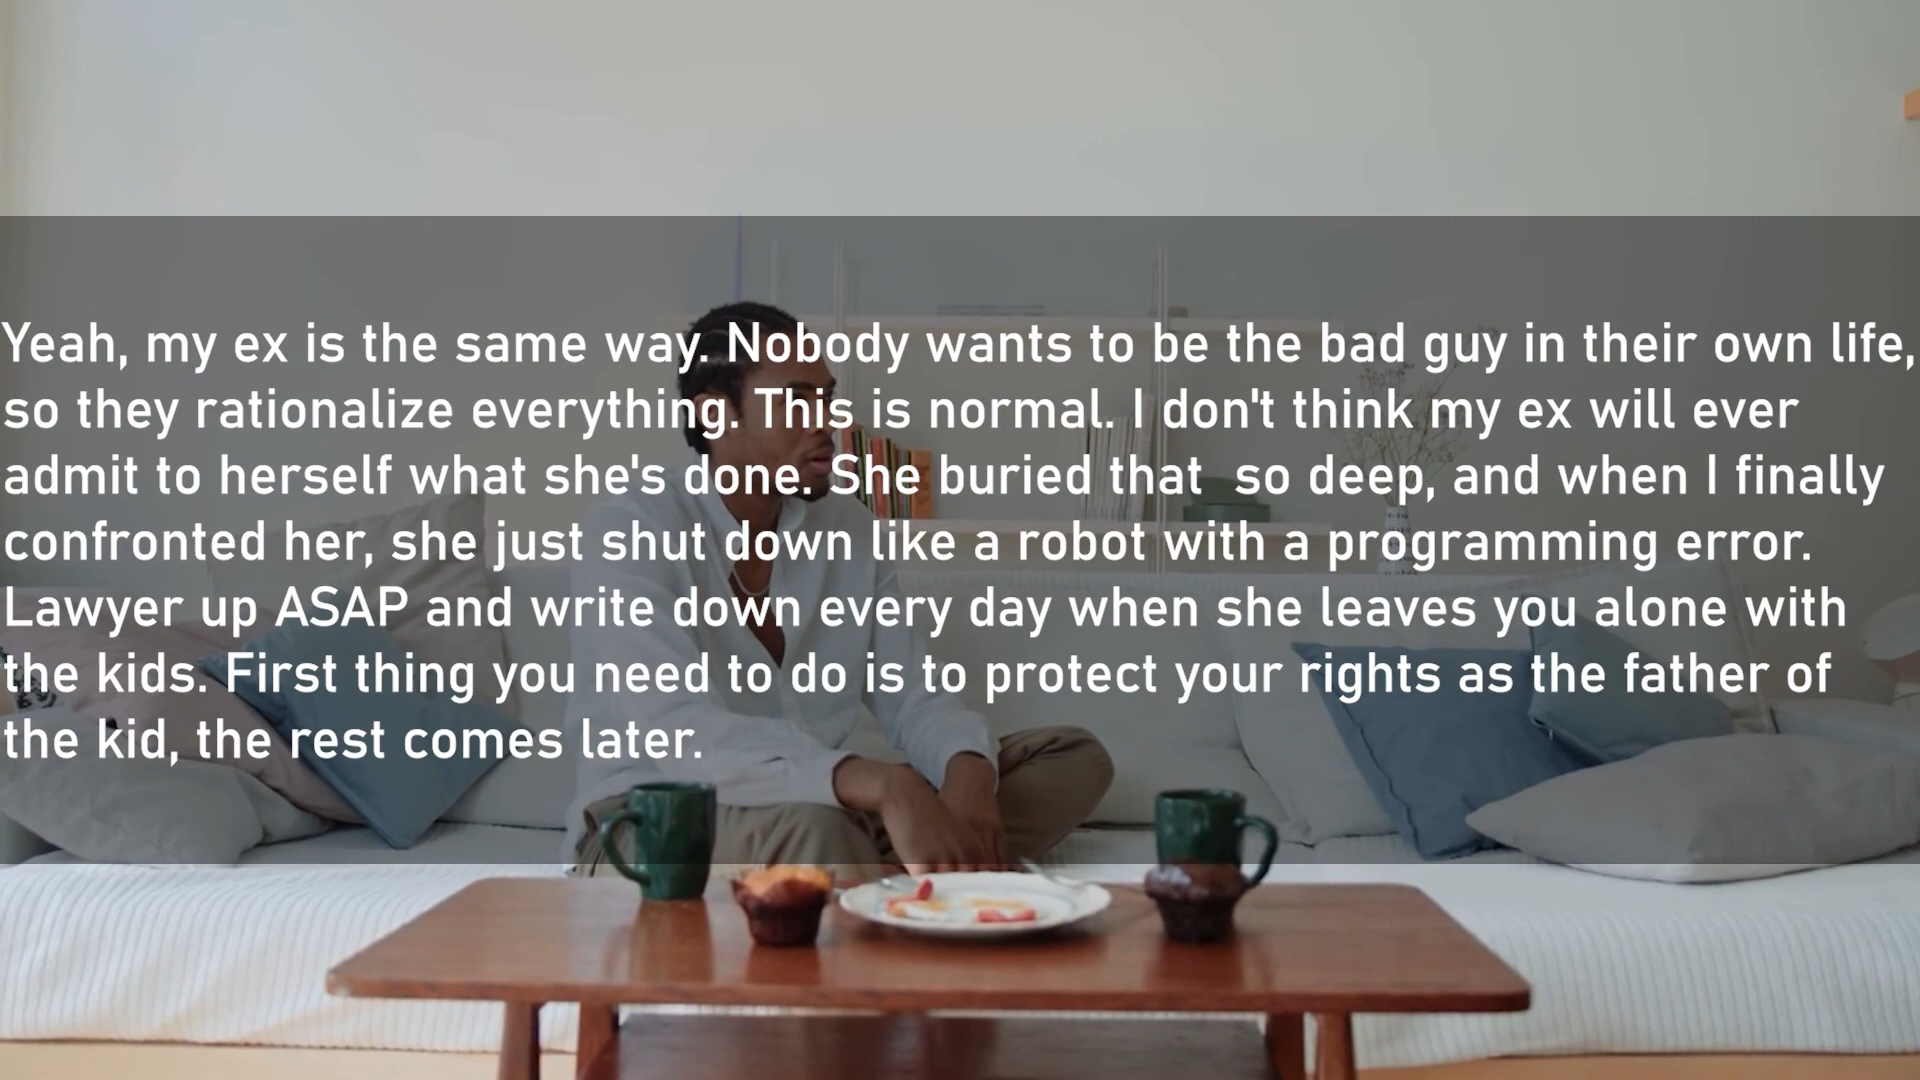 Yeah, my ex is the same way. Nobody wants to be the bad guy in their own life,
so they rationalize everything. This is normal. I don't think my ex will ever
admit to herself what she's done. She buried that  so deep, and when I finally
confronted her, she just shut down like a robot with a programming error.
Lawyer up ASAP and write down every day when she leaves you alone with
the kids. First thing you need to do is to protect your rights as the father of
the kid, the rest comes later.